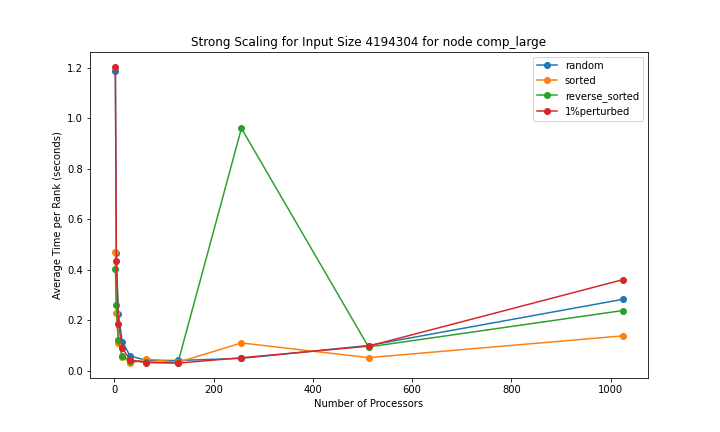 Strong Scaling for Input Size 4194304 for node comp_large
random
sorted
reverse_sorted
1%perturbed
Average Time per Rank (seconds)
1.2
1.0
0.8
0.6
0.4
0.2
0.0
0 200 400 600 800 1000
Number of Processors